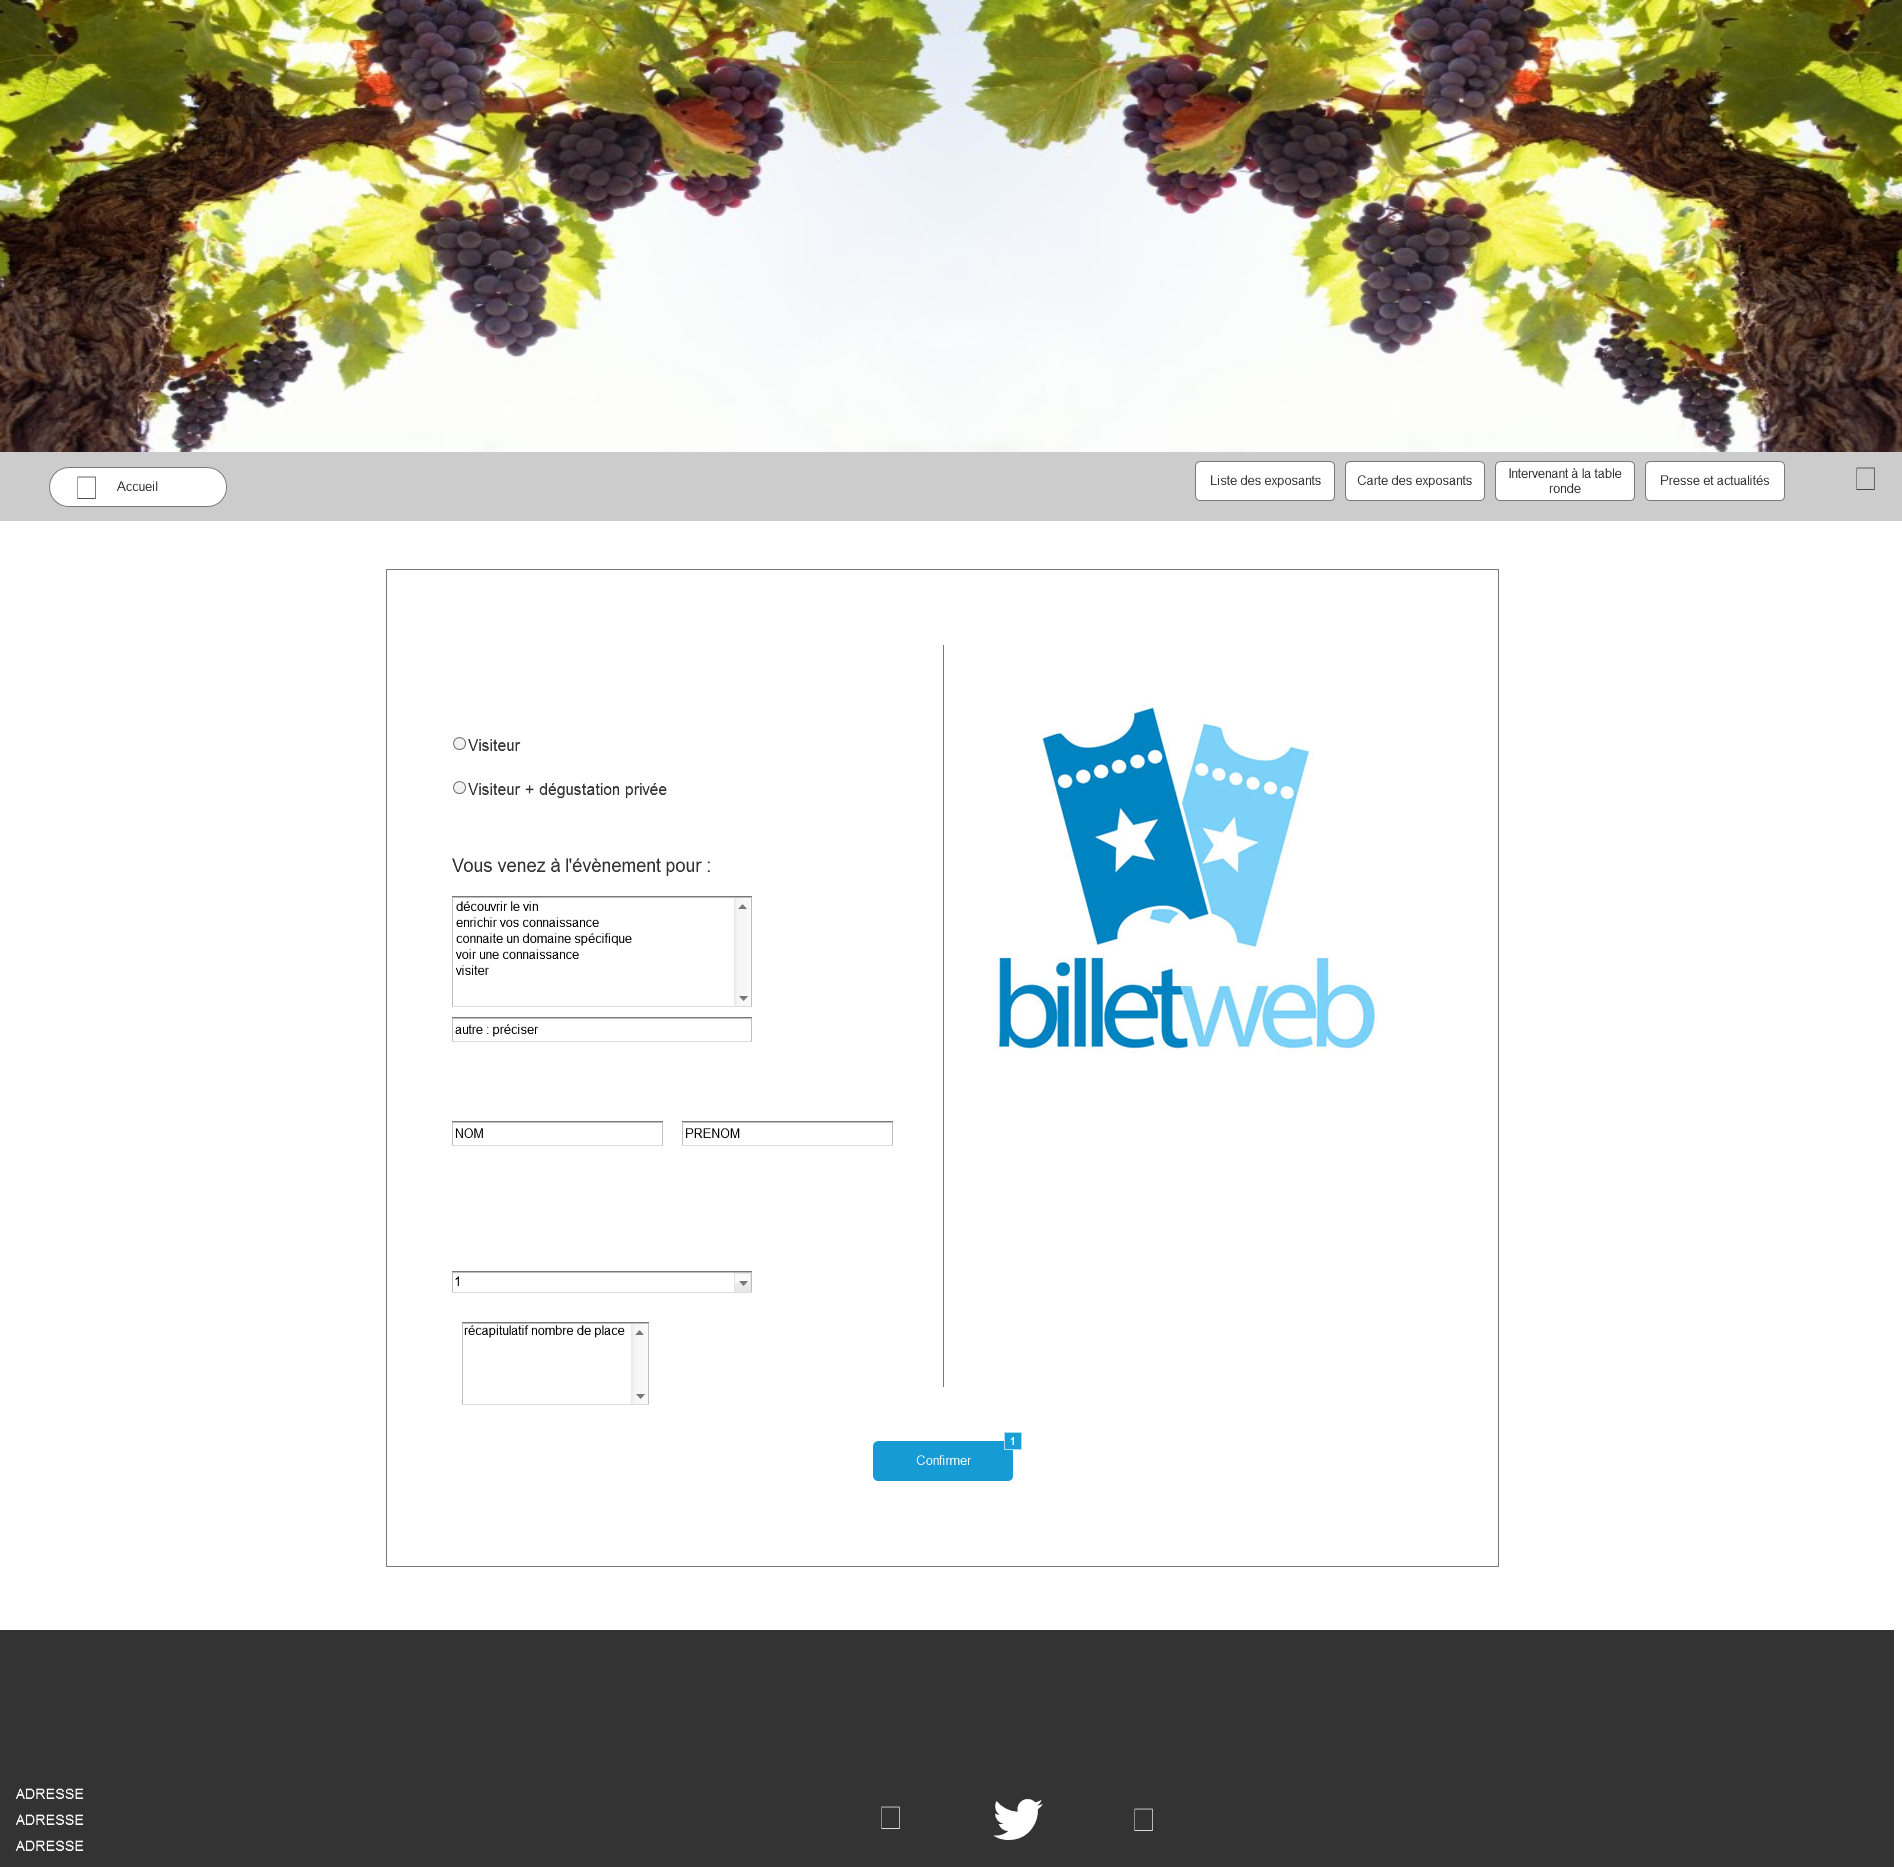 Accueil
Liste des exposants
Carte des exposants
Intervenant à la table
ronde
Presse et actualités
Visiteur
Visiteur + dégustation privée
Vous venez à l'évènement pour :
découvrir le vin
enrichir vos connaissance
connaite un domaine spécifique
voir une connaissance
visiter
autre : préciser
NOM
PRENOM
1
récapitulatif nombre de place
billetweb
Confirmer
1
ADRESSE
ADRESSE
ADRESSE